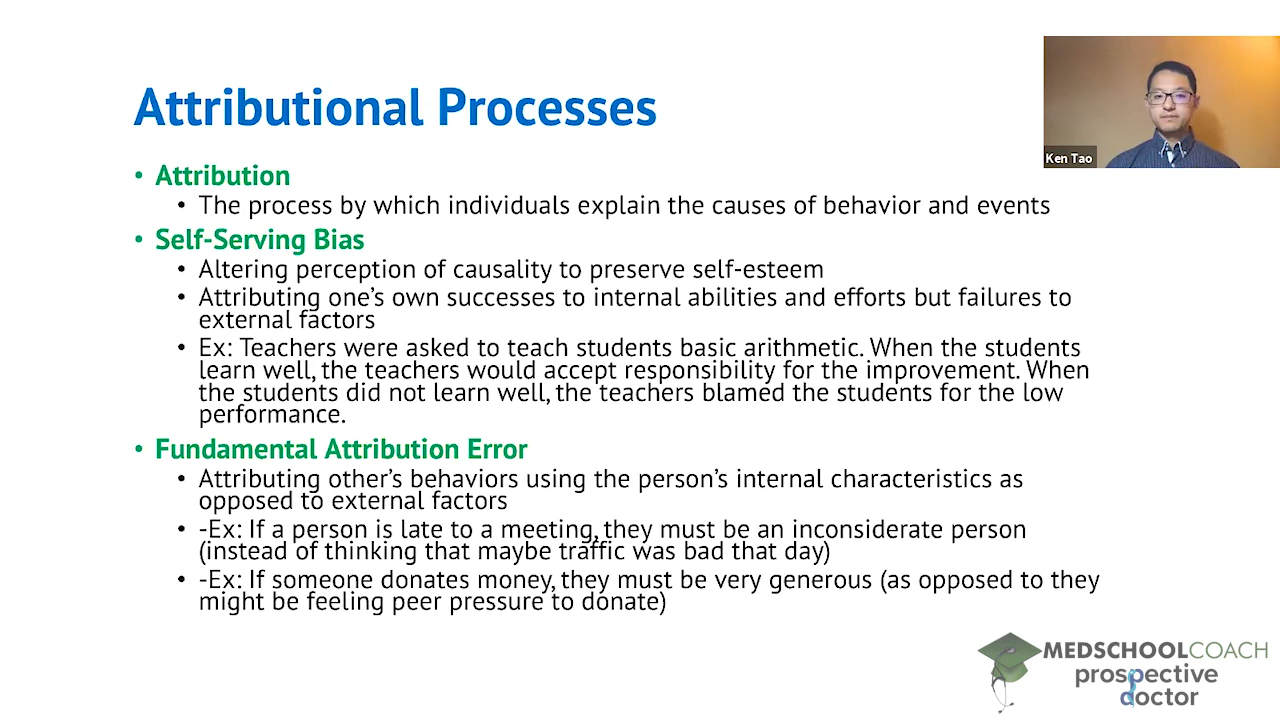 Attributional Processes
Ken Tao
• Attribution
• The process by which individuals explain the causes of behavior and events
• Self-Serving Bias
• Altering perception of causality to preserve self-esteem
• Attributing one’s own successes to internal abilities and efforts but failures to
external factors
• Ex: Teachers were asked to teach students basic arithmetic. When the students
learn well, the teachers would accept responsibility for the improvement. When
the students did not learn well, the teachers blamed the students for the low
performance.
• Fundamental Attribution Error
• Attributing other’s behaviors using the person’s internal characteristics as
opposed to external factors
• -Ex: If a person is late to a meeting, they must be an inconsiderate person
(instead of thinking that maybe traffic was bad that day)
• -Ex: If someone donates money, they must be very generous (as opposed to they
might be feeling peer pressure to donate)
MEDSCHOOLCOACH
prospective
doctor